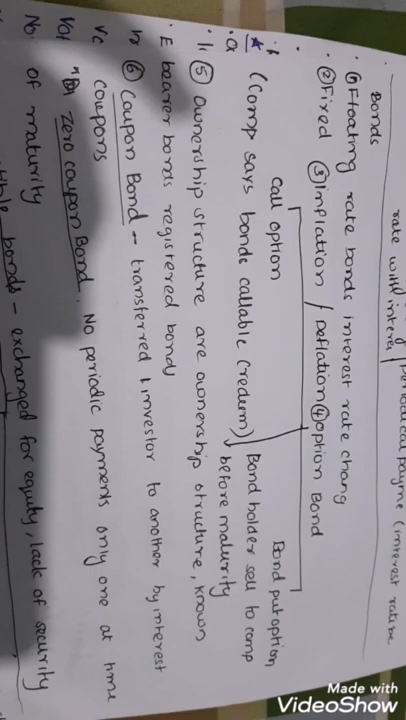 periodical payme (interest rate
rate with interest
Bonds
① Floating rate bonds interest rate chang
② Fixed ③ inflation / Deflation ④ option Bond
call option Bond put option
(Comp says bonds callable (redeem)) Bond holder sell to comp
before maturity
⑤ ownership structure are ownership structure, known
bearer bonds registered bondy
⑥ Coupon Bond - transferred 1 investor to another by interest
coupons
zero coupon Bond. No periodic payments only one at time
of maturity
bonds - exchanged for equity, lack of security
Made with
VideoShow